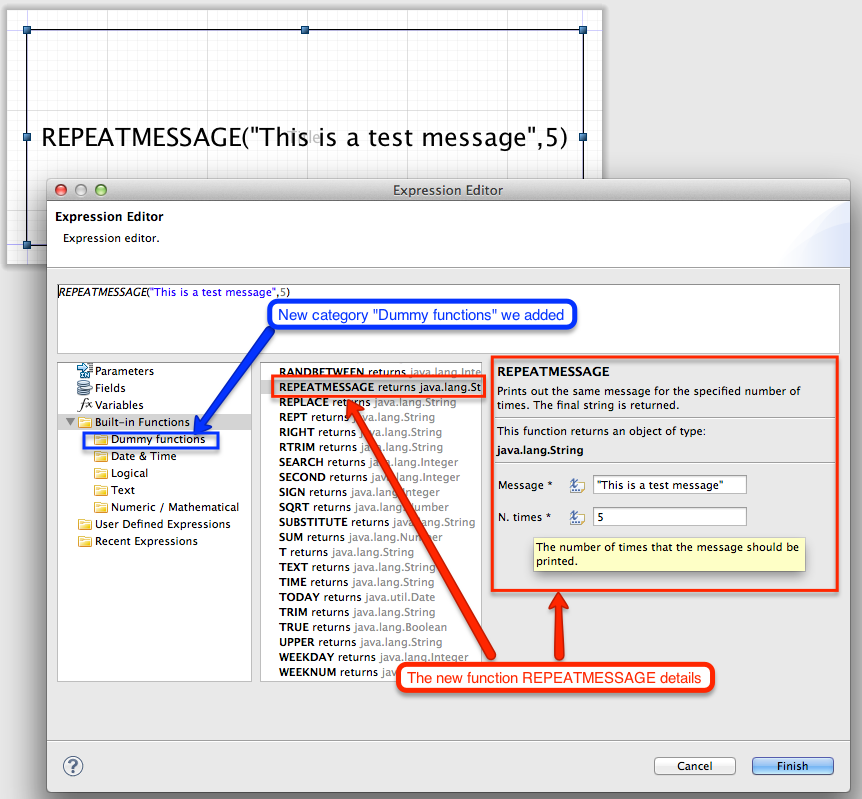 REPEATMESSAGE("This is a test message",5)
Expression Editor
Expression Editor
Expression editor.
REPEATMESSAGE("This is a test message",5)
New category "Dummy functions" we added
Parameters
Fields
Variables
Built-in Functions
Dummy functions
Date & Time
Logical
Text
Numeric / Mathematical
User Defined Expressions
Recent Expressions
RANDBETWEEN returns java.lang.Inte
REPEATMESSAGE returns java.lang.St
REPLACE returns java.lang.String
REPT returns java.lang.String
RIGHT returns java.lang.String
RTRIM returns java.lang.String
SEARCH returns java.lang.Integer
SECOND returns java.lang.Integer
SIGN returns java.lang.Integer
SQRT returns java.lang.Number
SUBSTITUTE returns java.lang.String
SUM returns java.lang.Number
T returns java.lang.String
TEXT returns java.lang.String
TIME returns java.lang.String
TODAY returns java.util.Date
TRIM returns java.lang.String
TRUE returns java.lang.Boolean
UPPER returns java.lang.String
WEEKDAY returns java.lang.Integer
WEEKNUM returns
REPEATMESSAGE
Prints out the same message for the specified number of
times. The final string is returned.
This function returns an object of type:
java.lang.String
Message * "This is a test message"
N. times * 5
The number of times that the message should be
printed.
The new function REPEATMESSAGE details
Cancel
Finish